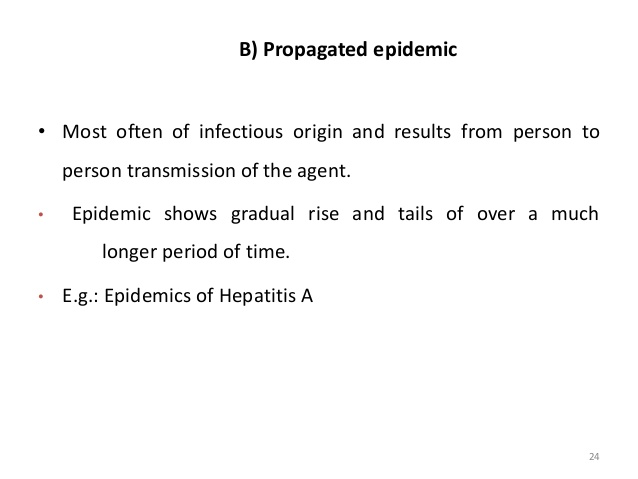 B) Propagated epidemic
• Most often of infectious origin and results from person to
person transmission of the agent.
• Epidemic shows gradual rise and tails of over a much
longer period of time.
• E.g.: Epidemics of Hepatitis A
24